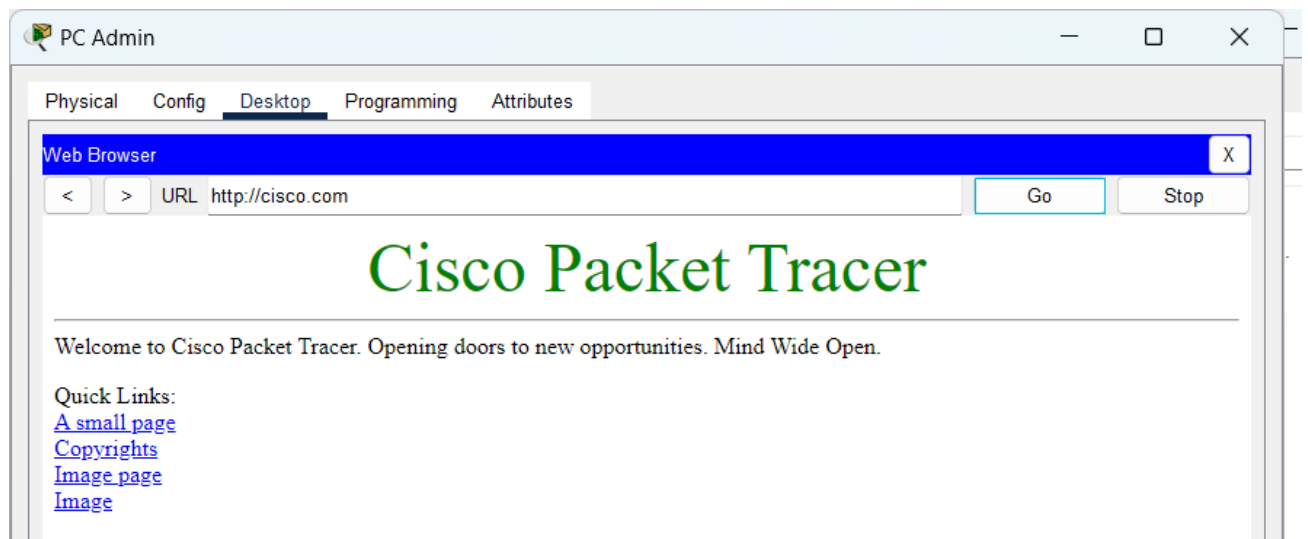 PC Admin
Physical Config Desktop Programming Attributes
Web Browser X
< > URL http://cisco.com Go Stop
Cisco Packet Tracer
Welcome to Cisco Packet Tracer. Opening doors to new opportunities. Mind Wide Open.
Quick Links:
A small page
Copyrights
Image page
Image